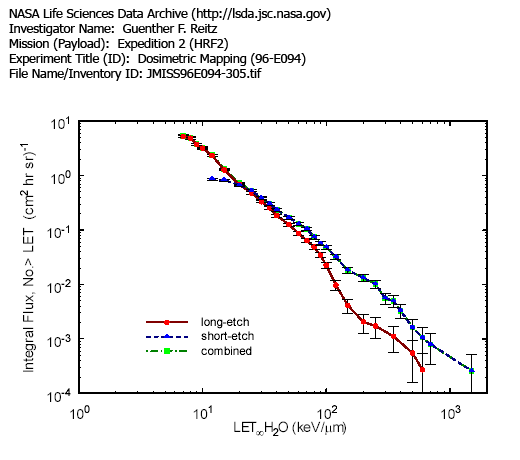 NASA Life Sciences Data Archive (http://lsda.jsc.nasa.gov)
Investigator Name:  Guenther F. Reitz
Mission (Payload):  Expedition 2 (HRF2)
Experiment Title (ID):  Dosimetric Mapping (96-E094)
File Name/Inventory ID: JMISS96E094-305.tif
Integral Flux, No.> LET (cm² hr sr)⁻¹
10¹
10⁰
10⁻¹
10⁻²
10⁻³
10⁻⁴
long-etch
short-etch
combined
10⁰ 10¹ 10² 10³
LET∞H₂O (keV/μm)